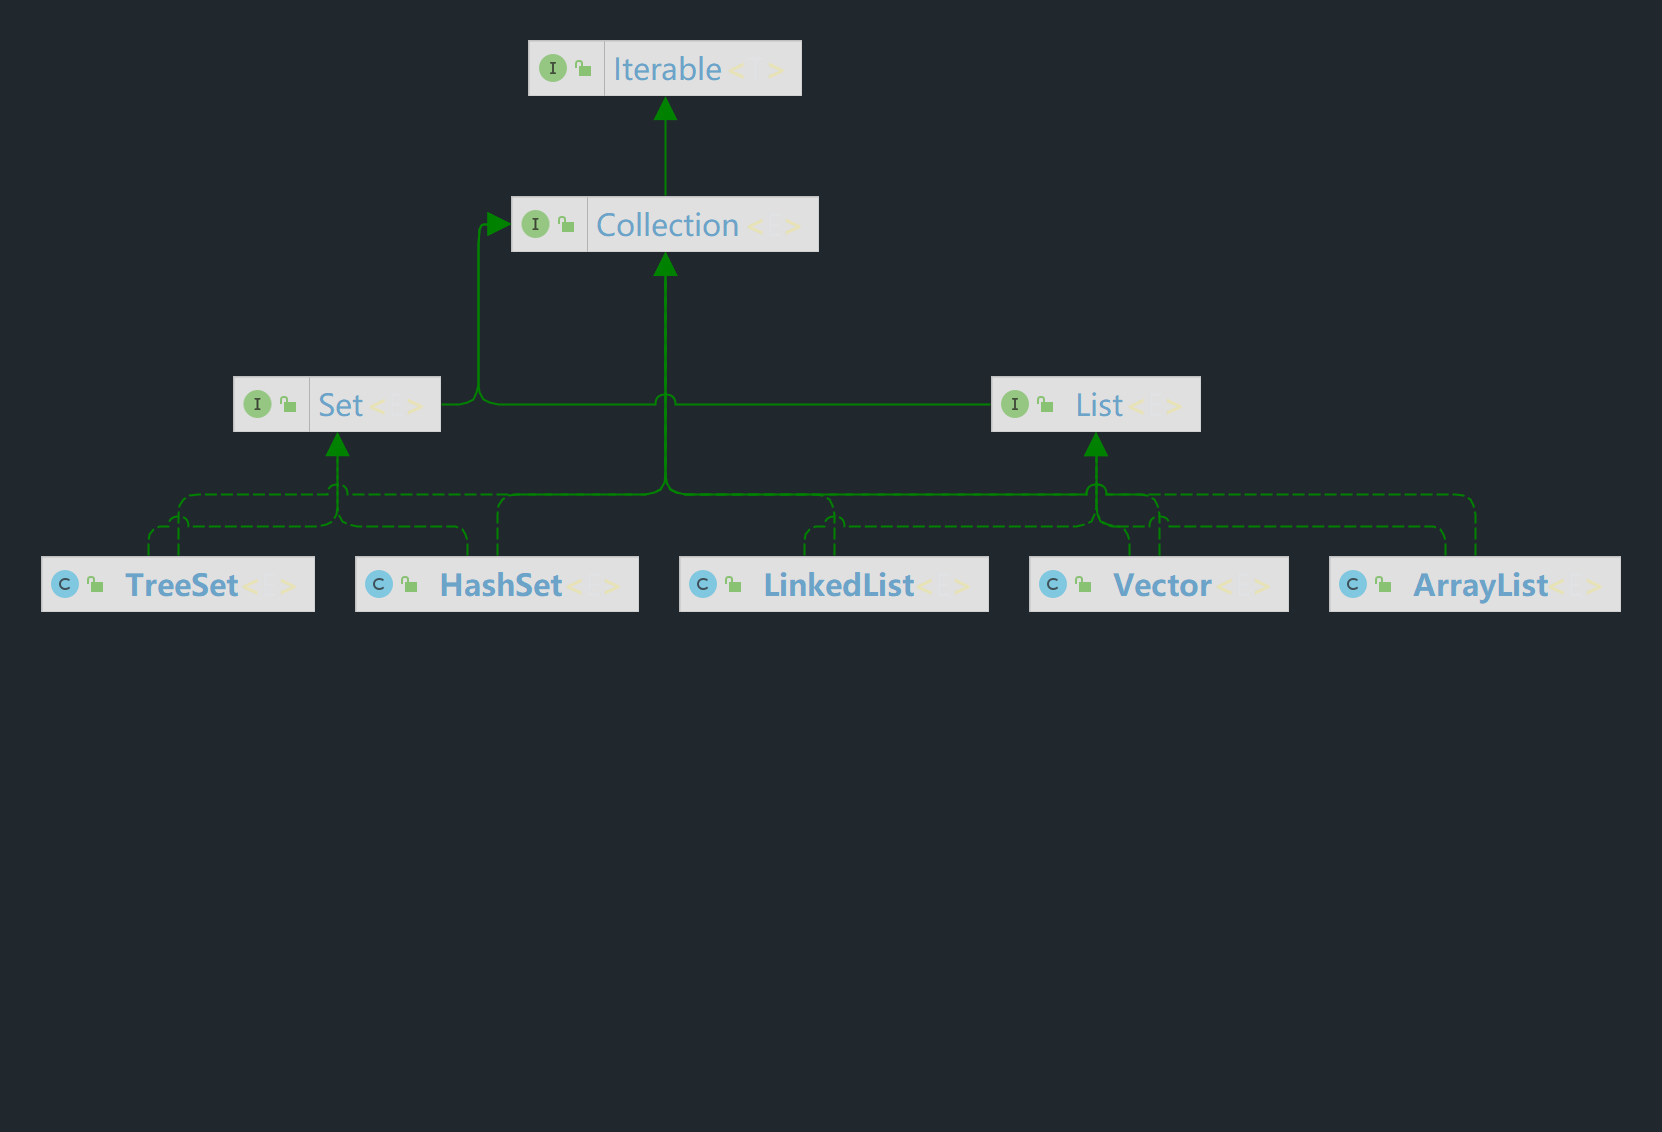 I Iterable<T>
I Collection<E>
I Set<E>
I List<E>
C TreeSet<E>
C HashSet<E>
C LinkedList<E>
C Vector<E>
C ArrayList<E>